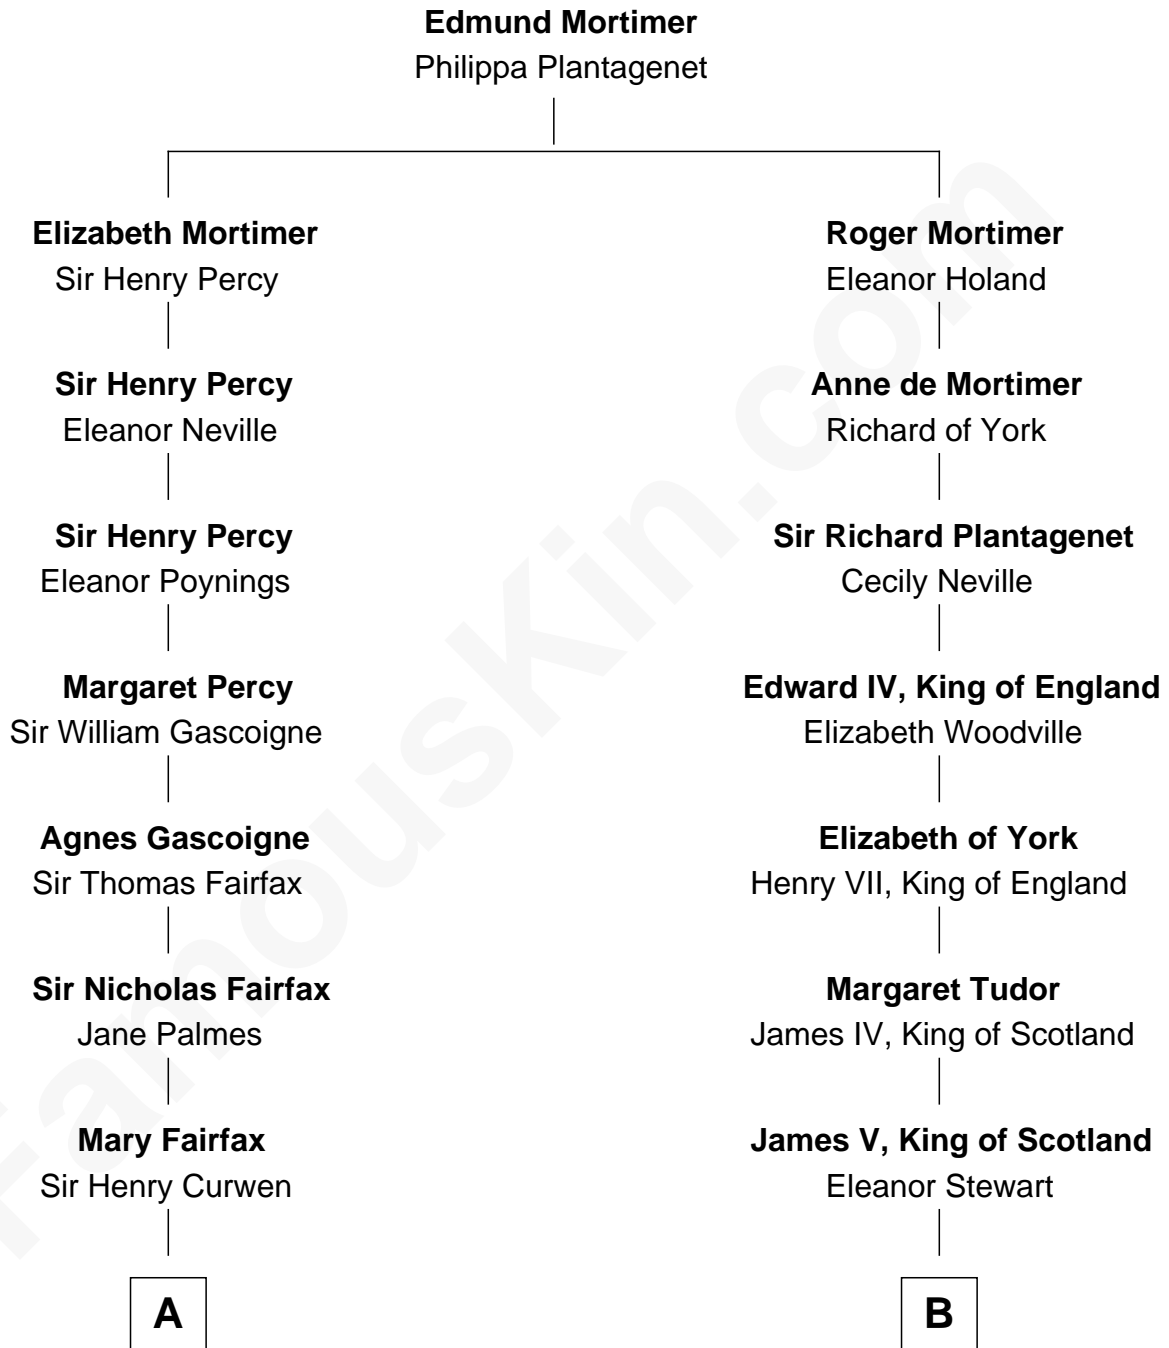 Edmund Mortimer
Philippa Plantagenet
Elizabeth Mortimer
Sir Henry Percy
Roger Mortimer
Eleanor Holand
Sir Henry Percy
Eleanor Neville
Anne de Mortimer
Richard of York
Sir Henry Percy
Eleanor Poynings
Sir Richard Plantagenet
Cecily Neville
Margaret Percy
Sir William Gascoigne
Edward IV, King of England
Elizabeth Woodville
Agnes Gascoigne
Sir Thomas Fairfax
Elizabeth of York
Henry VII, King of England
Sir Nicholas Fairfax
Jane Palmes
Margaret Tudor
James IV, King of Scotland
Mary Fairfax
Sir Henry Curwen
James V, King of Scotland
Eleanor Stewart
A
B
FamousKin.com